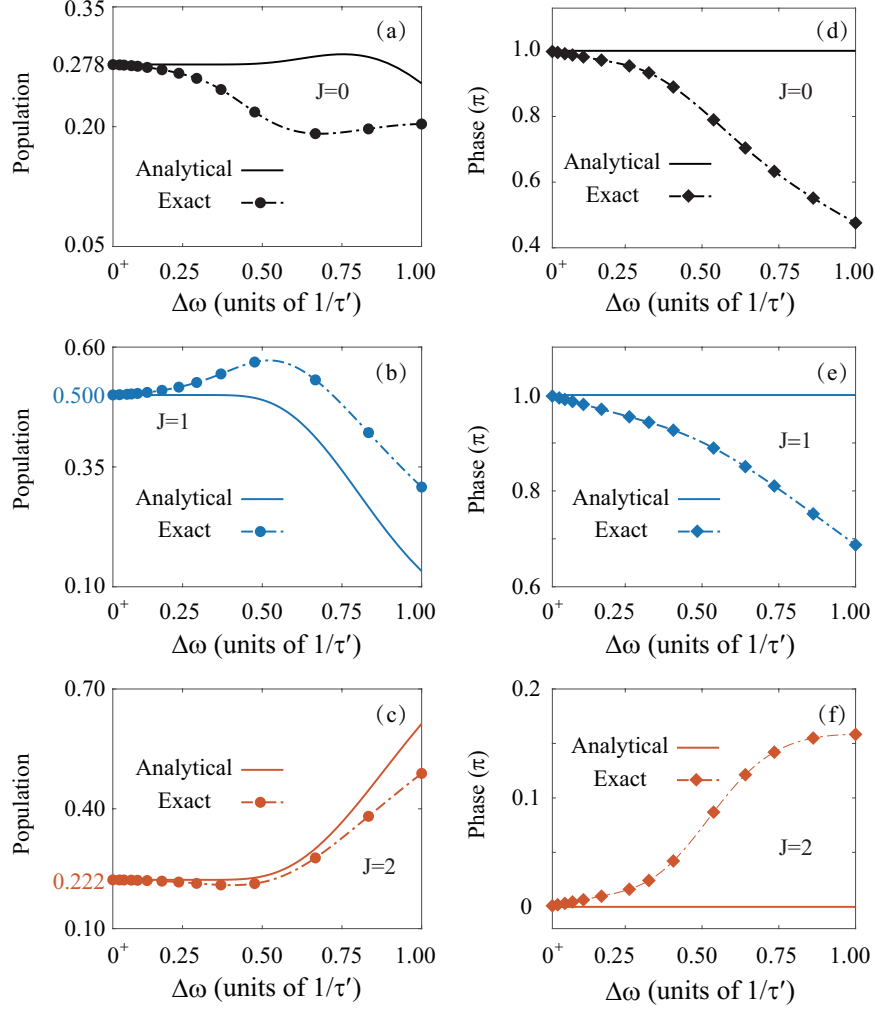 (a)
Population
0.35
0.278
0.20
0.05
J=0
Analytical
Exact
0⁺ 0.25 0.50 0.75 1.00
Δω (units of 1/τ′)
(d)
Phase (π)
1.0
0.8
0.6
0.4
J=0
Analytical
Exact
0⁺ 0.25 0.50 0.75 1.00
Δω (units of 1/τ′)
(b)
Population
0.60
0.500
0.35
0.10
J=1
Analytical
Exact
0⁺ 0.25 0.50 0.75 1.00
Δω (units of 1/τ′)
(e)
Phase (π)
1.0
0.8
0.6
J=1
Analytical
Exact
0⁺ 0.25 0.50 0.75 1.00
Δω (units of 1/τ′)
(c)
Population
0.70
0.40
0.222
0.10
Analytical
Exact
J=2
0⁺ 0.25 0.50 0.75 1.00
Δω (units of 1/τ′)
(f)
Phase (π)
0.2
0.1
0
Analytical
Exact
J=2
0⁺ 0.25 0.50 0.75 1.00
Δω (units of 1/τ′)